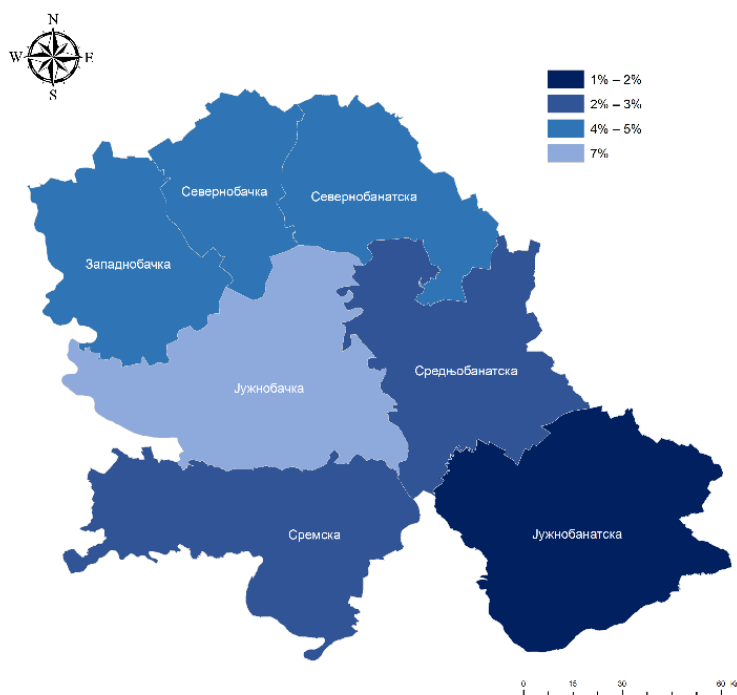 N
W E
S
1% – 2%
2% – 3%
4% – 5%
7%
Севернобачка
Севернобанатска
Западнобачка
Средњобанатска
Јужнобачка
Сремска
Јужнобанатска
0 15 30 60